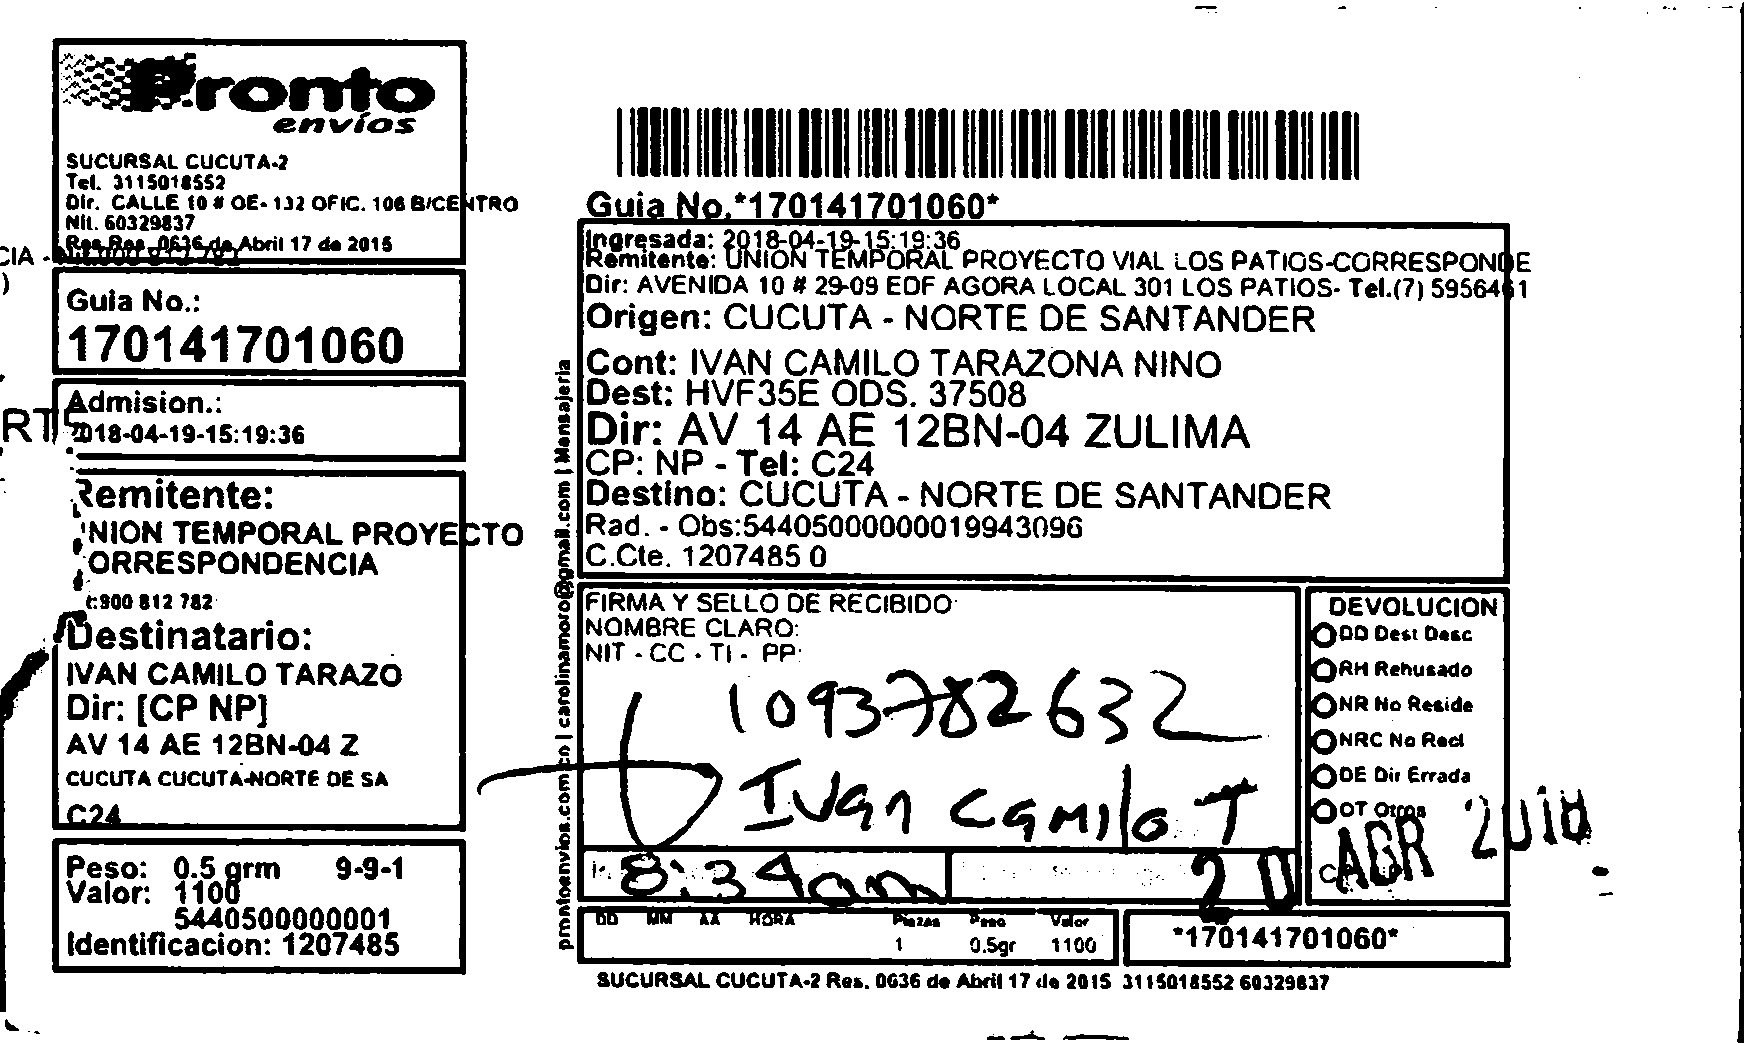 Pronto
envíos
SUCURSAL CUCUTA-2
Tel. 3115018552
Dir. CALLE 10 # OE- 132 OFIC. 106 B/CENTRO
Nit. 60329837
Res.Res. 0636 de Abril 17 de 2015
CIA -
)
Guia No.:
170141701060
Admision.:
2018-04-19-15:19:36
Remitente:
NION TEMPORAL PROYECTO
ORRESPONDENCIA
t:900 812 782
Destinatario:
IVAN CAMILO TARAZO
Dir: [CP NP]
AV 14 AE 12BN-04 Z
CUCUTA CUCUTA-NORTE DE SA
C24
Peso: 0.5 grm 9-9-1
Valor: 1100
5440500000001
Identificacion: 1207485
prontoenvios.com.co | carolinamoro@gmail.com | Mensajeria
Guia No.*170141701060*
Ingresada: 2018-04-19-15:19:36
Remitente: UNION TEMPORAL PROYECTO VIAL LOS PATIOS-CORRESPONDE
Dir: AVENIDA 10 # 29-09 EDF AGORA LOCAL 301 LOS PATIOS- Tel.(7) 5956461
Origen: CUCUTA - NORTE DE SANTANDER
Cont: IVAN CAMILO TARAZONA NINO
Dest: HVF35E ODS. 37508
Dir: AV 14 AE 12BN-04 ZULIMA
CP: NP - Tel: C24
Destino: CUCUTA - NORTE DE SANTANDER
Rad. - Obs:54405000000019943096
C.Cte. 1207485 0
FIRMA Y SELLO DE RECIBIDO
NOMBRE CLARO:
NIT - CC - TI - PP:
1093782632
Ivan Camilo T
8:34am
20 AGR 2018
DEVOLUCION
DD Dest Desc
RH Rehusado
NR No Reside
NRC No Recl
DE Dir Errada
OT Otros
DD MM AA HORA Piezas Peso Valor
1 0.5gr 1100
*170141701060*
SUCURSAL CUCUTA-2 Res. 0636 de Abril 17 de 2015 3115018552 60329837